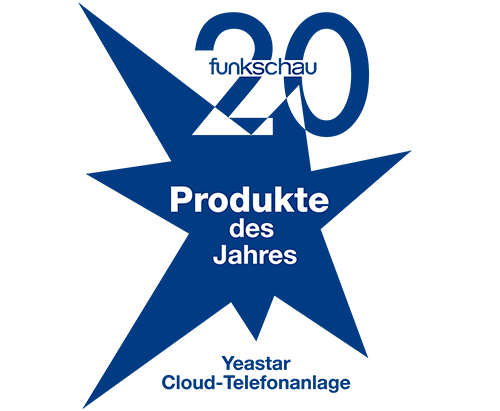 20
funkschau
Produkte
des
Jahres
Yeastar
Cloud-Telefonanlage